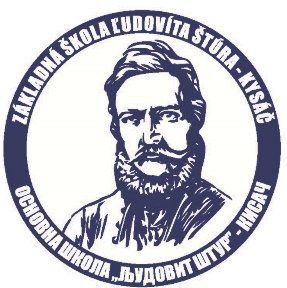 ZÁKLADNÁ ŠKOLA ĽUDOVÍTA ŠTÚRA - KYSÁČ
ОСНОВНА ШКОЛА „ЉУДОВИТ ШТУР" - КИСАЧ